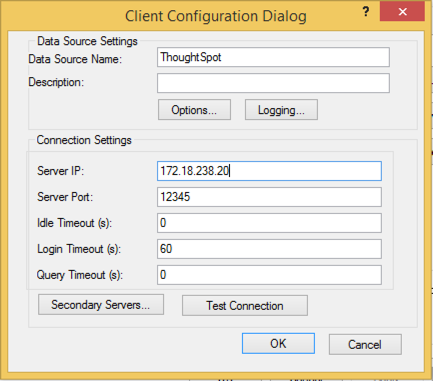 Client Configuration Dialog
?
Data Source Settings
Data Source Name: ThoughtSpot
Description:
Options... Logging...
Connection Settings
Server IP: 172.18.238.20
Server Port: 12345
Idle Timeout (s): 0
Login Timeout (s): 60
Query Timeout (s): 0
Secondary Servers... Test Connection
OK Cancel